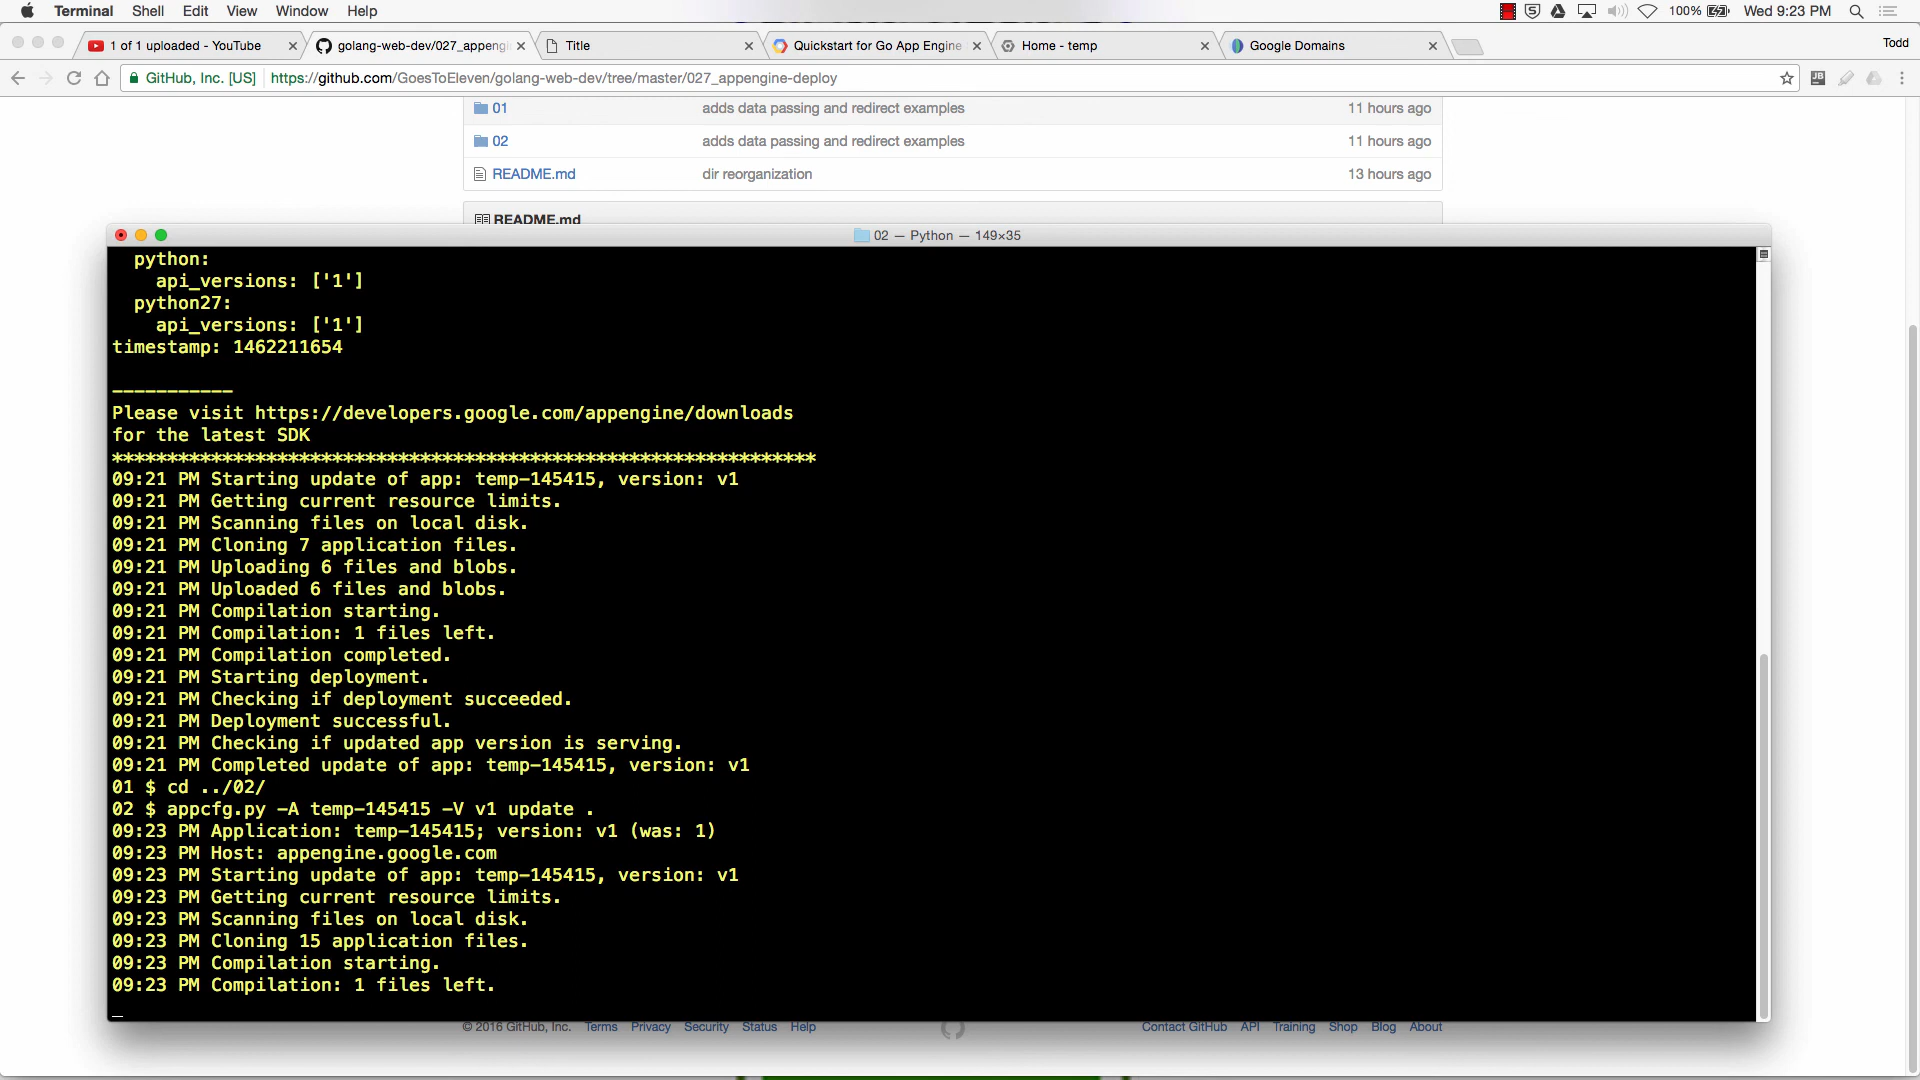 Terminal Shell Edit View Window Help 100% Wed 9:23 PM
1 of 1 uploaded - YouTube golang-web-dev/027_appengi Title Quickstart for Go App Engine Home - temp Google Domains Todd
GitHub, Inc. [US] https://github.com/GoesToEleven/golang-web-dev/tree/master/027_appengine-deploy
01 adds data passing and redirect examples 11 hours ago
02 adds data passing and redirect examples 11 hours ago
README.md dir reorganization 13 hours ago
README.md
02 — Python — 149×35
python:
api_versions: ['1']
python27:
api_versions: ['1']
timestamp: 1462211654
-----------
Please visit https://developers.google.com/appengine/downloads
for the latest SDK
****************************************************************
09:21 PM Starting update of app: temp-145415, version: v1
09:21 PM Getting current resource limits.
09:21 PM Scanning files on local disk.
09:21 PM Cloning 7 application files.
09:21 PM Uploading 6 files and blobs.
09:21 PM Uploaded 6 files and blobs.
09:21 PM Compilation starting.
09:21 PM Compilation: 1 files left.
09:21 PM Compilation completed.
09:21 PM Starting deployment.
09:21 PM Checking if deployment succeeded.
09:21 PM Deployment successful.
09:21 PM Checking if updated app version is serving.
09:21 PM Completed update of app: temp-145415, version: v1
01 $ cd ../02/
02 $ appcfg.py -A temp-145415 -V v1 update .
09:23 PM Application: temp-145415; version: v1 (was: 1)
09:23 PM Host: appengine.google.com
09:23 PM Starting update of app: temp-145415, version: v1
09:23 PM Getting current resource limits.
09:23 PM Scanning files on local disk.
09:23 PM Cloning 15 application files.
09:23 PM Compilation starting.
09:23 PM Compilation: 1 files left.
© 2016 GitHub, Inc. Terms Privacy Security Status Help Contact GitHub API Training Shop Blog About